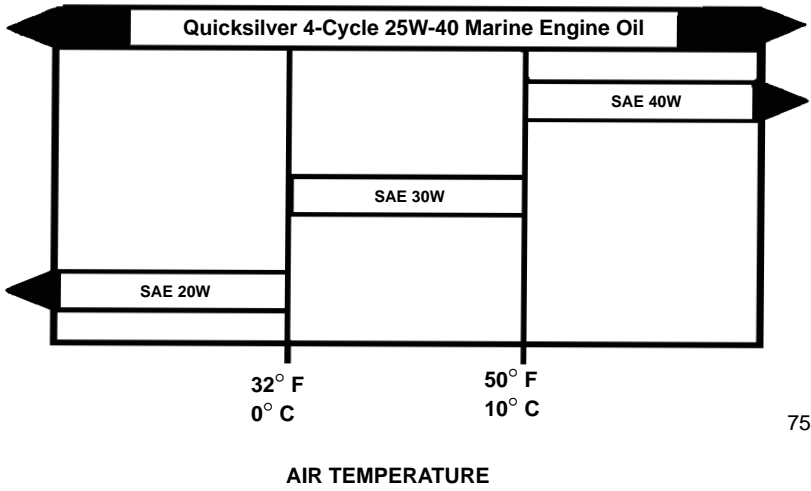 Quicksilver 4-Cycle 25W-40 Marine Engine Oil
SAE 40W
SAE 30W
SAE 20W
32° F
0° C
50° F
10° C
75
AIR TEMPERATURE